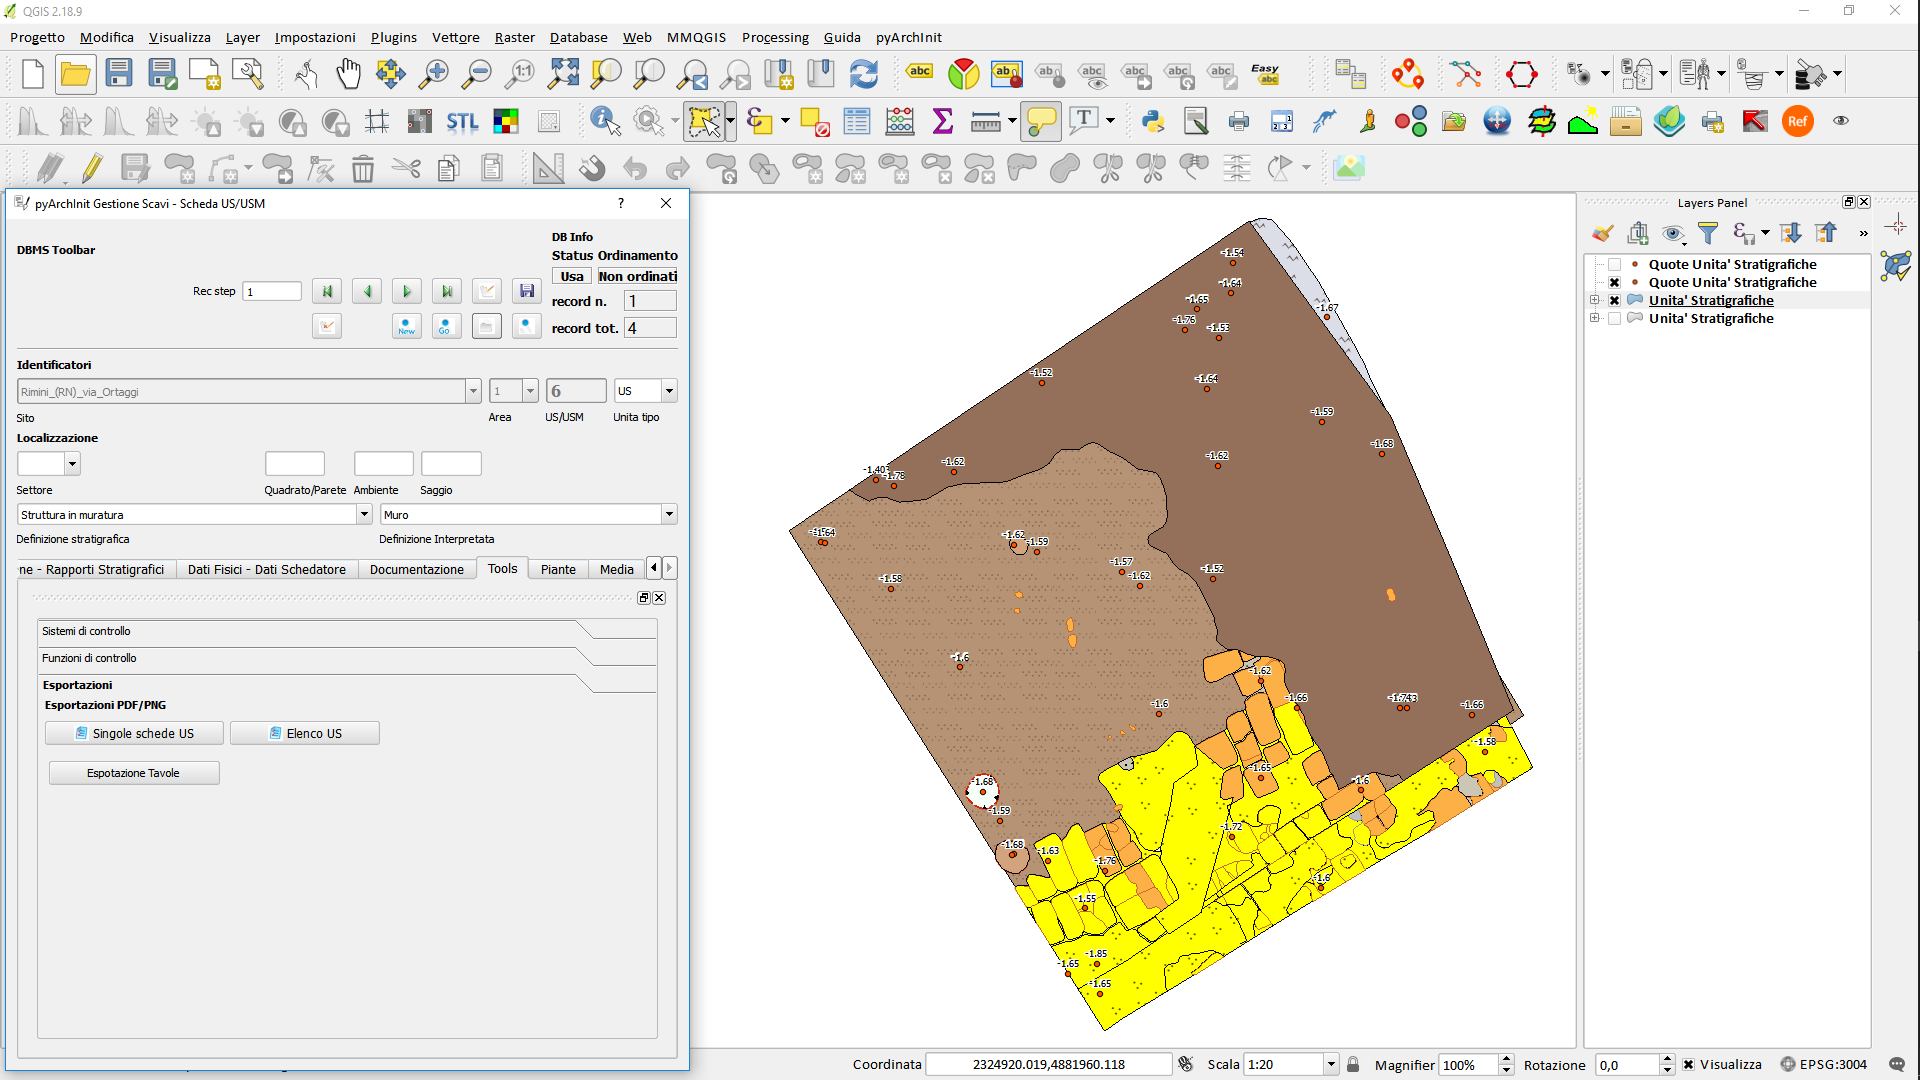 QGIS 2.18.9
Progetto Modifica Visualizza Layer Impostazioni Plugins Vettore Raster Database Web MMQGIS Processing Guida pyArchInit
1:1 abc abc abc abc abc abc abc Easy abc
STL T Ref
pyArchInit Gestione Scavi - Scheda US/USM ?
DBMS Toolbar
DB Info
Status Ordinamento
Usa Non ordinati
Rec step 1
record n. 1
New Go
record tot. 4
Identificatori
Rimini_(RN)_via_Ortaggi 1 6 US
Sito Area US/USM Unita tipo
Localizzazione
Settore Quadrato/Parete Ambiente Saggio
Struttura in muratura Muro
Definizione stratigrafica Definizione Interpretata
ne - Rapporti Stratigrafici Dati Fisici - Dati Schedatore Documentazione Tools Piante Media
Sistemi di controllo
Funzioni di controllo
Esportazioni
Esportazioni PDF/PNG
Singole schede US Elenco US
Espotazione Tavole
-1.54
-1.64
-1.65
-1.67
-1.76 -1.53
-1.52
-1.64
-1.59
-1.68
-1.62
-1.62
-1.78
-1.64
-1.62
-1.59
-1.57
-1.62
-1.52
-1.58
-1.6
-1.62
-1.66
-1.6
-1.66
-1.58
-1.65
-1.6
-1.68
-1.59
-1.72
-1.68
-1.63
-1.76
-1.6
-1.55
-1.85
-1.65
-1.65
Layers Panel
»
Quote Unita' Stratigrafiche
Quote Unita' Stratigrafiche
Unita' Stratigrafiche
Unita' Stratigrafiche
Coordinata 2324920.019,4881960.118 Scala 1:20 Magnifier 100% Rotazione 0,0 Visualizza EPSG:3004